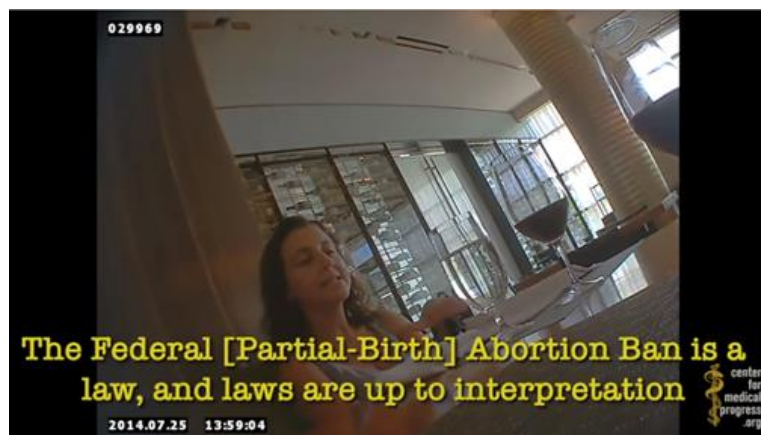 029969
The Federal [Partial-Birth] Abortion Ban is a
law, and laws are up to interpretation
center
for
medical
progress
.org
2014.07.25 13:59:04